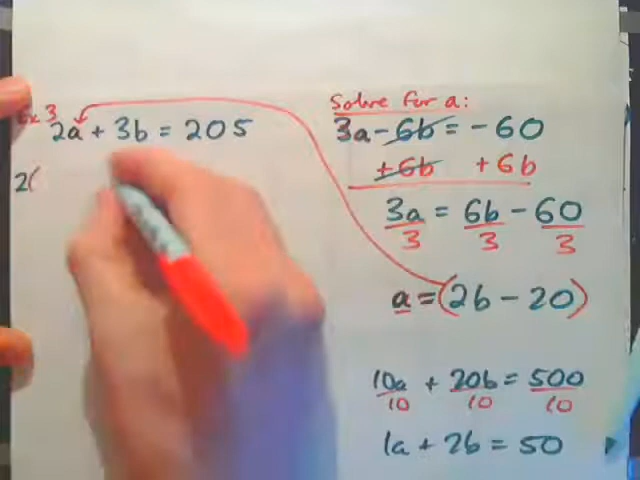 Ex. 3
2a + 3b = 205
2(
Solve for a:
3a - 6b = -60
+6b +6b
3a = 6b - 60
3 3 3
a = (2b - 20)
10a + 20b = 500
10 10 10
1a + 2b = 50